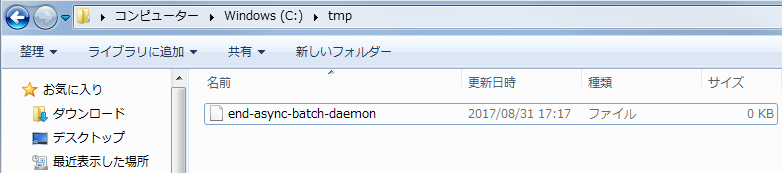 コンピューター Windows (C:) tmp
整理 ライブラリに追加 共有 新しいフォルダー
お気に入り
ダウンロード
デスクトップ
最近表示した場所
名前 更新日時 種類 サイズ
end-async-batch-daemon 2017/08/31 17:17 ファイル 0 KB